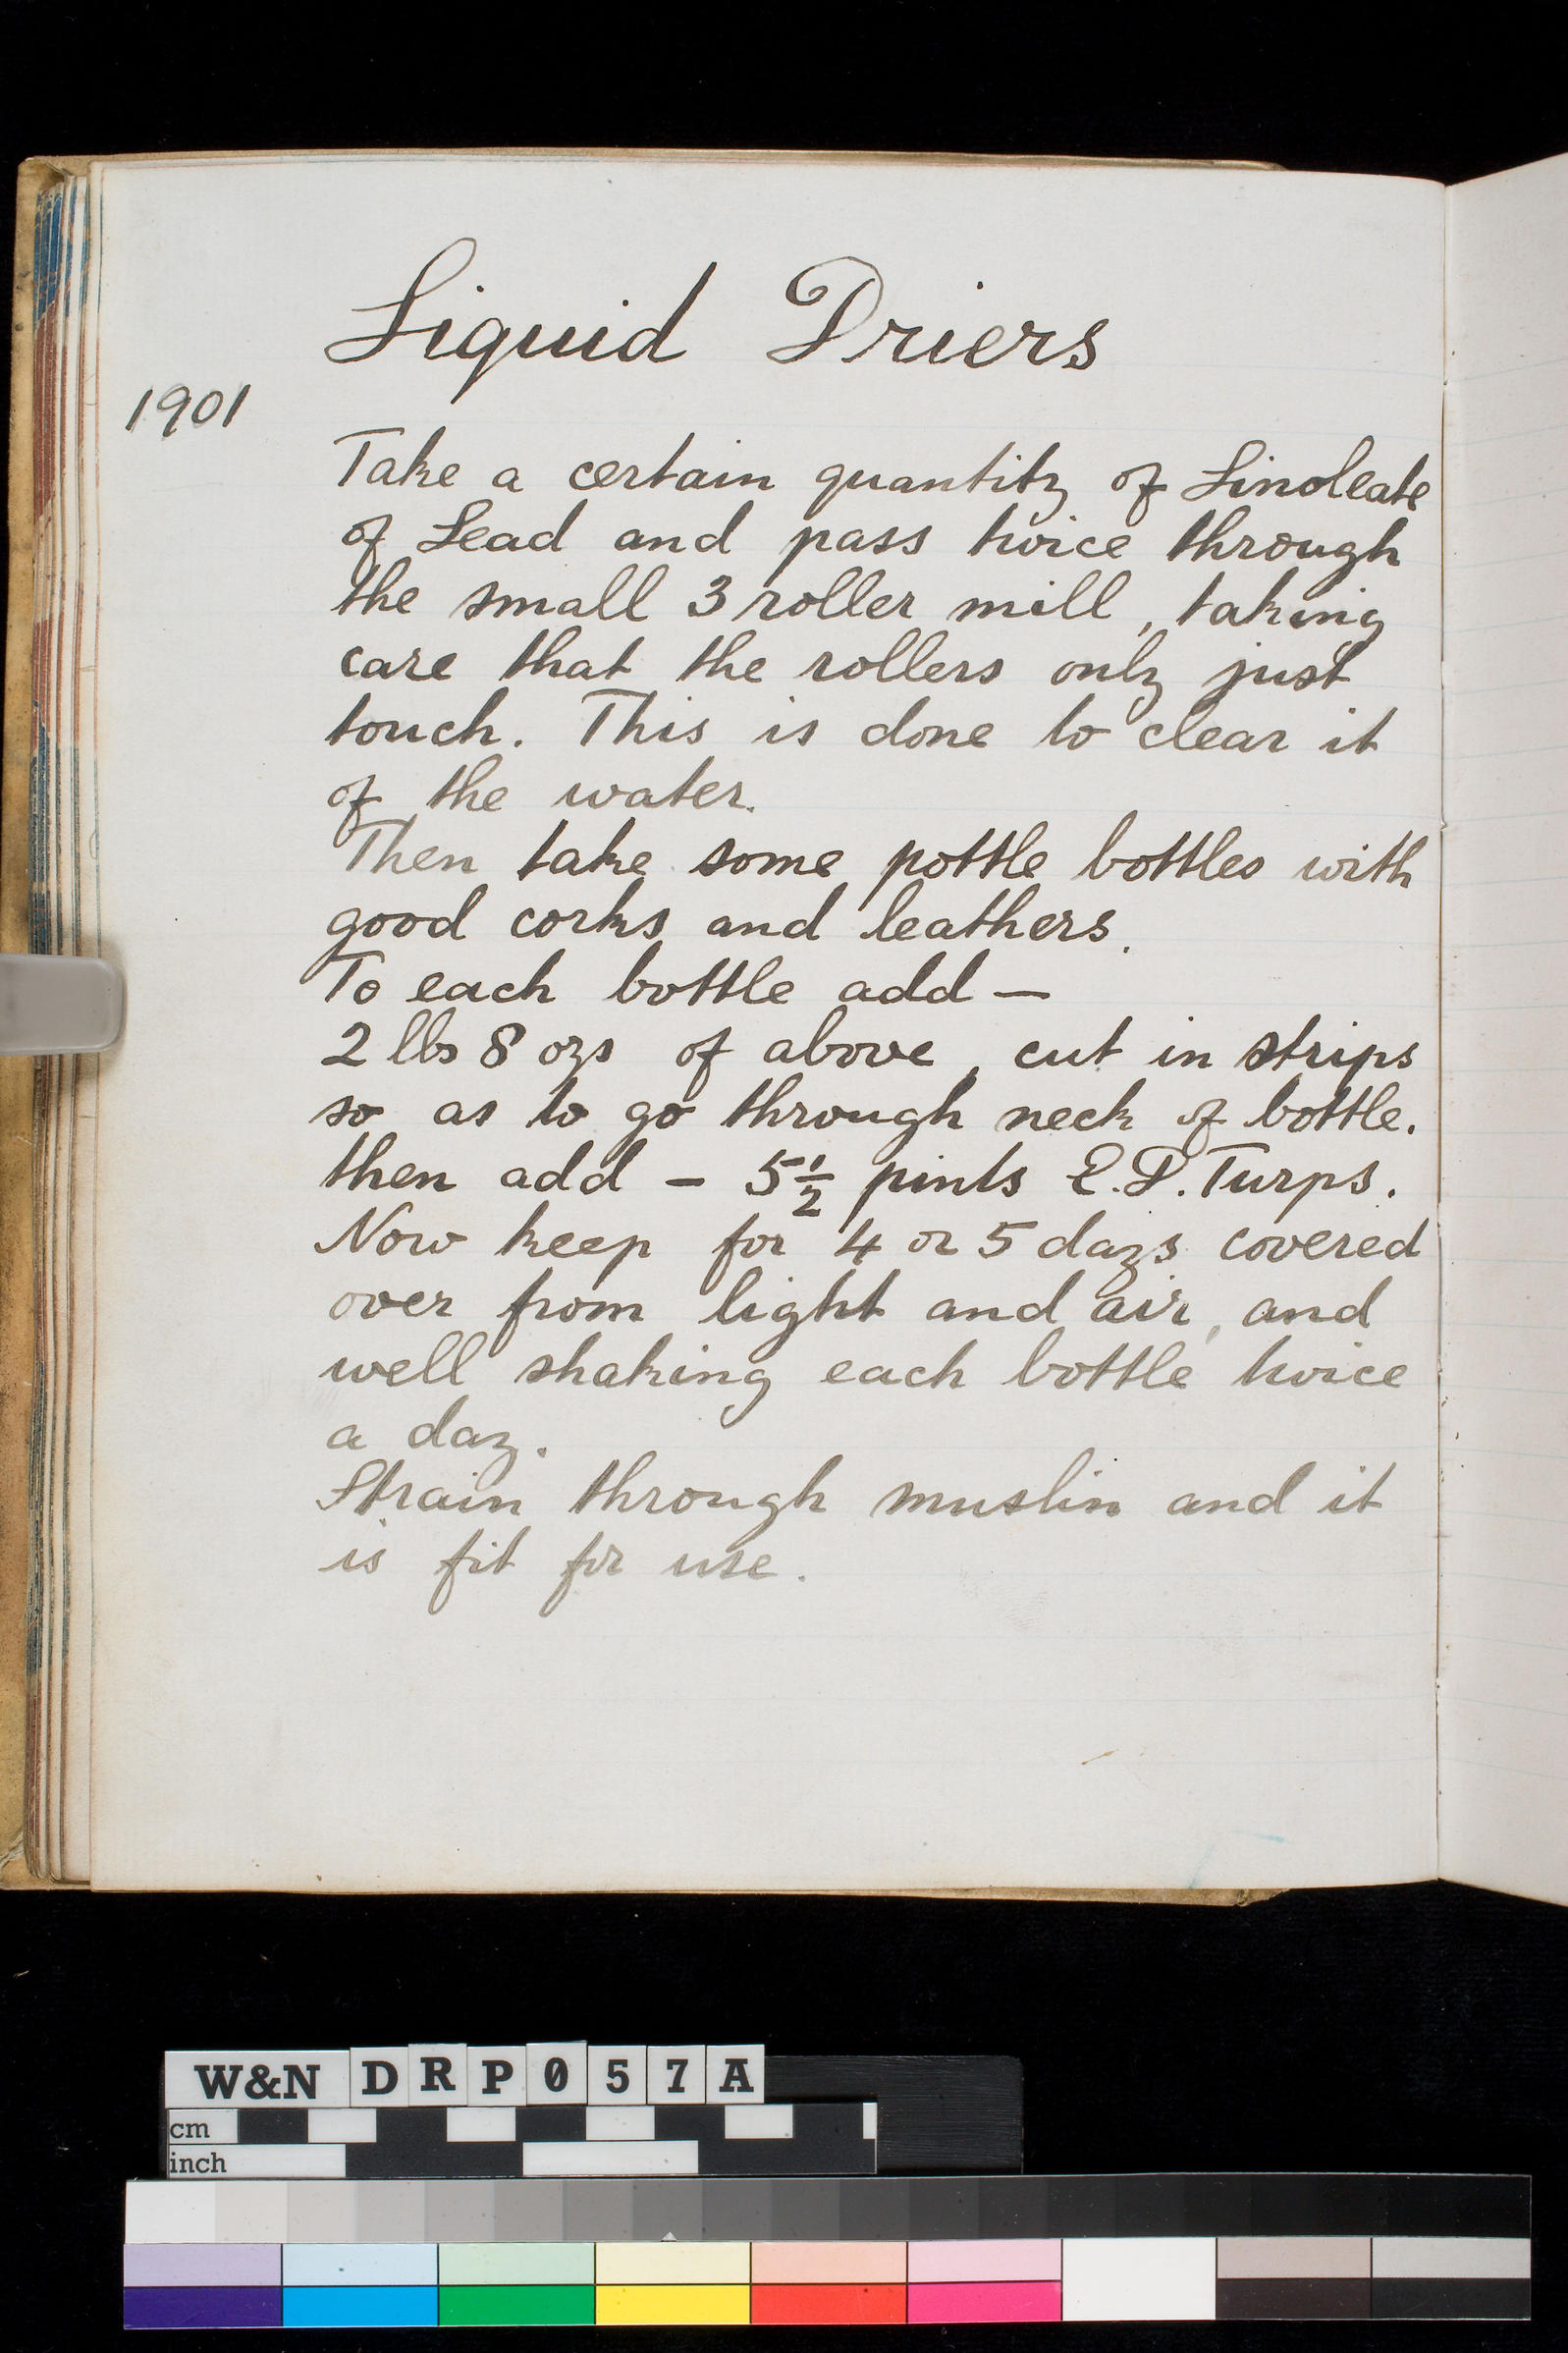 Liquid Driers
1901
Take a certain quantity of Linoleate
of Lead and pass twice through
the small 3 roller mill, taking
care that the rollers only just
touch. This is done to clear it
of the water.
Then take some pottle bottles with
good corks and leathers.
To each bottle add —
2 lbs 8 ozs of above, cut in strips
so as to go through neck of bottle.
then add – 5½ pints E.D. Turps.
Now keep for 4 or 5 days covered
over from light and air, and
well shaking each bottle twice
a day.
Strain through muslin and it
is fit for use.
W&N DRP057A
cm
inch